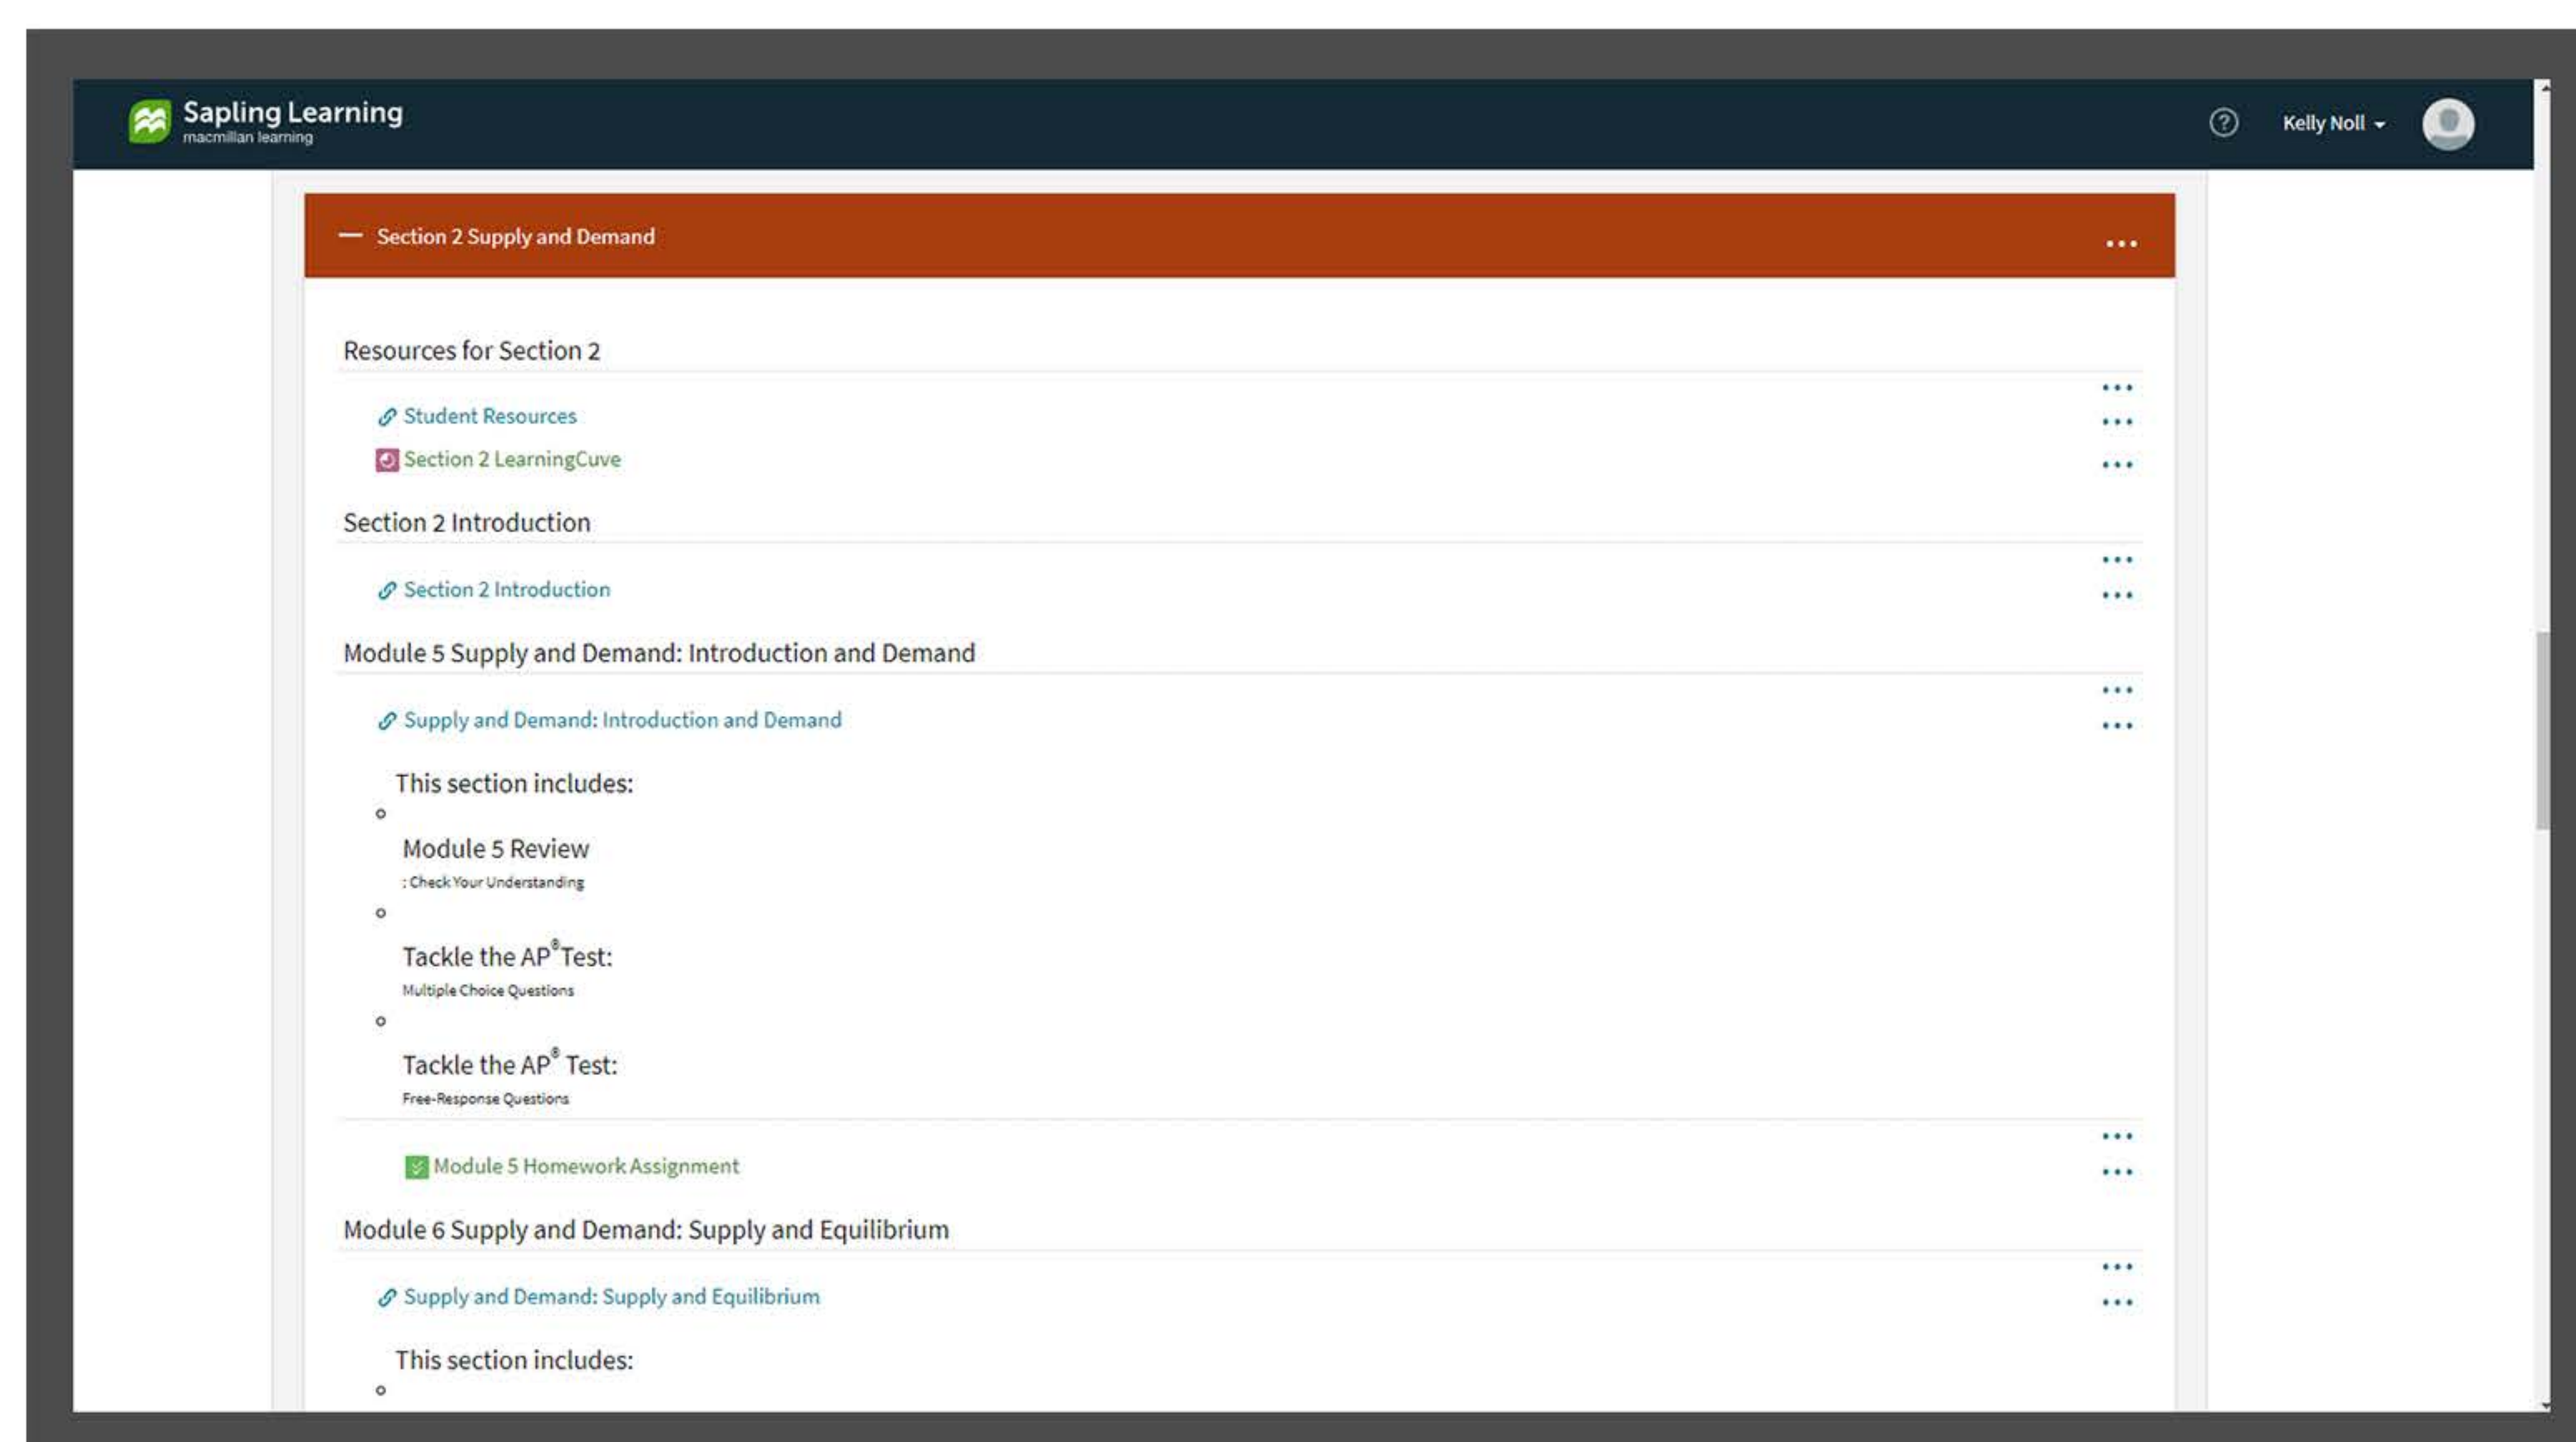 Sapling Learning
macmillan learning
Kelly Noll
Section 2 Supply and Demand
Resources for Section 2
Student Resources
Section 2 LearningCuve
Section 2 Introduction
Section 2 Introduction
Module 5 Supply and Demand: Introduction and Demand
Supply and Demand: Introduction and Demand
This section includes:
Module 5 Review
: Check Your Understanding
Tackle the AP®Test:
Multiple Choice Questions
Tackle the AP® Test:
Free-Response Questions
Module 5 Homework Assignment
Module 6 Supply and Demand: Supply and Equilibrium
Supply and Demand: Supply and Equilibrium
This section includes: